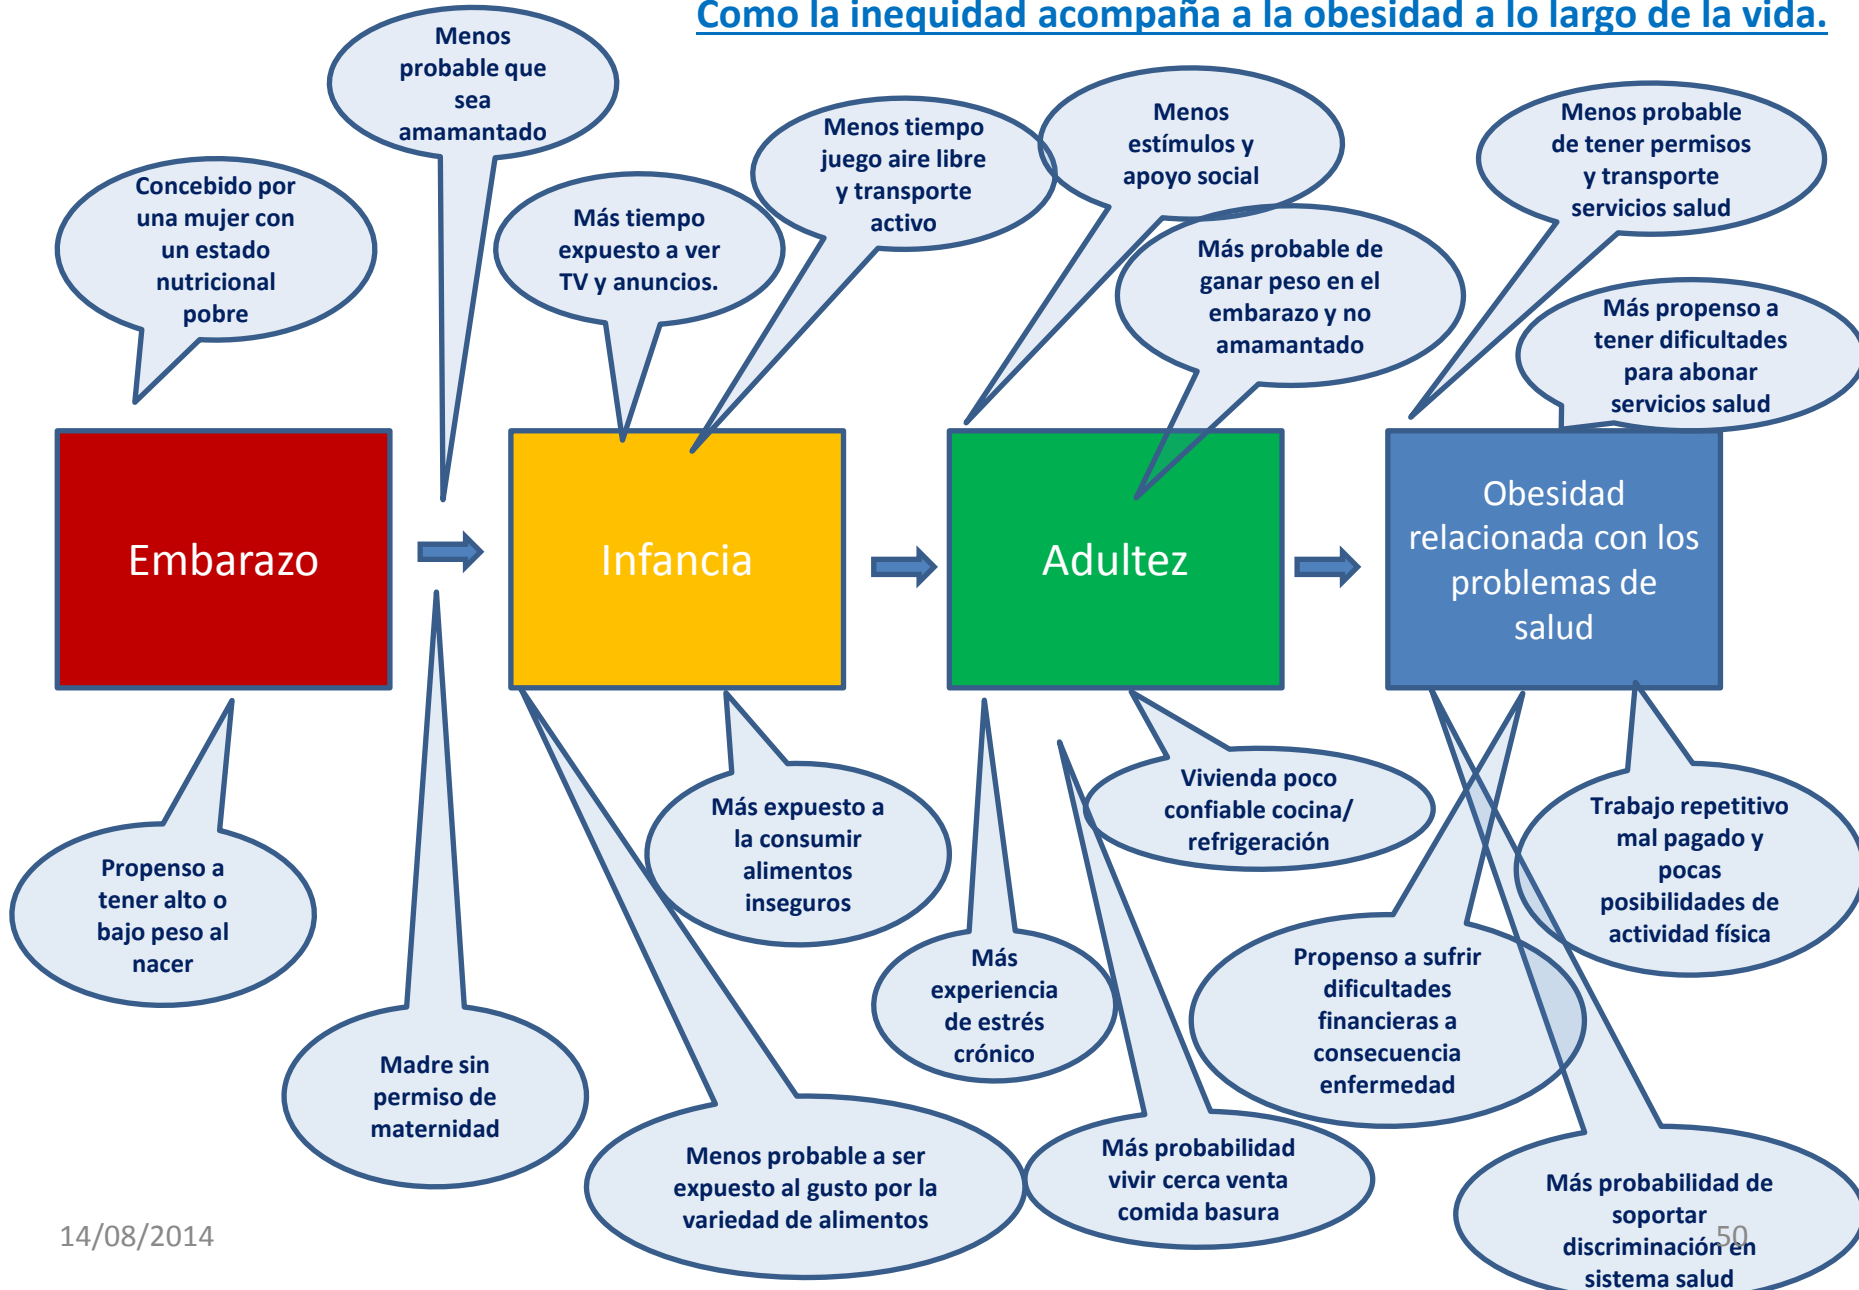 Como la inequidad acompaña a la obesidad a lo largo de la vida.
Menos
probable que
sea
amamantado
Concebido por
una mujer con
un estado
nutricional
pobre
Más tiempo
expuesto a ver
TV y anuncios.
Menos tiempo
juego aire libre
y transporte
activo
Menos
estímulos y
apoyo social
Más probable de
ganar peso en el
embarazo y no
amamantado
Menos probable
de tener permisos
y transporte
servicios salud
Más propenso a
tener dificultades
para abonar
servicios salud
Embarazo
Infancia
Adultez
Obesidad
relacionada con los
problemas de
salud
Propenso a
tener alto o
bajo peso al
nacer
Madre sin
permiso de
maternidad
Más expuesto a
la consumir
alimentos
inseguros
Menos probable a ser
expuesto al gusto por la
variedad de alimentos
Más
experiencia
de estrés
crónico
Vivienda poco
confiable cocina/
refrigeración
Más probabilidad
vivir cerca venta
comida basura
Propenso a sufrir
dificultades
financieras a
consecuencia
enfermedad
Trabajo repetitivo
mal pagado y
pocas
posibilidades de
actividad física
Más probabilidad de
soportar
discriminación en
sistema salud
14/08/2014
50